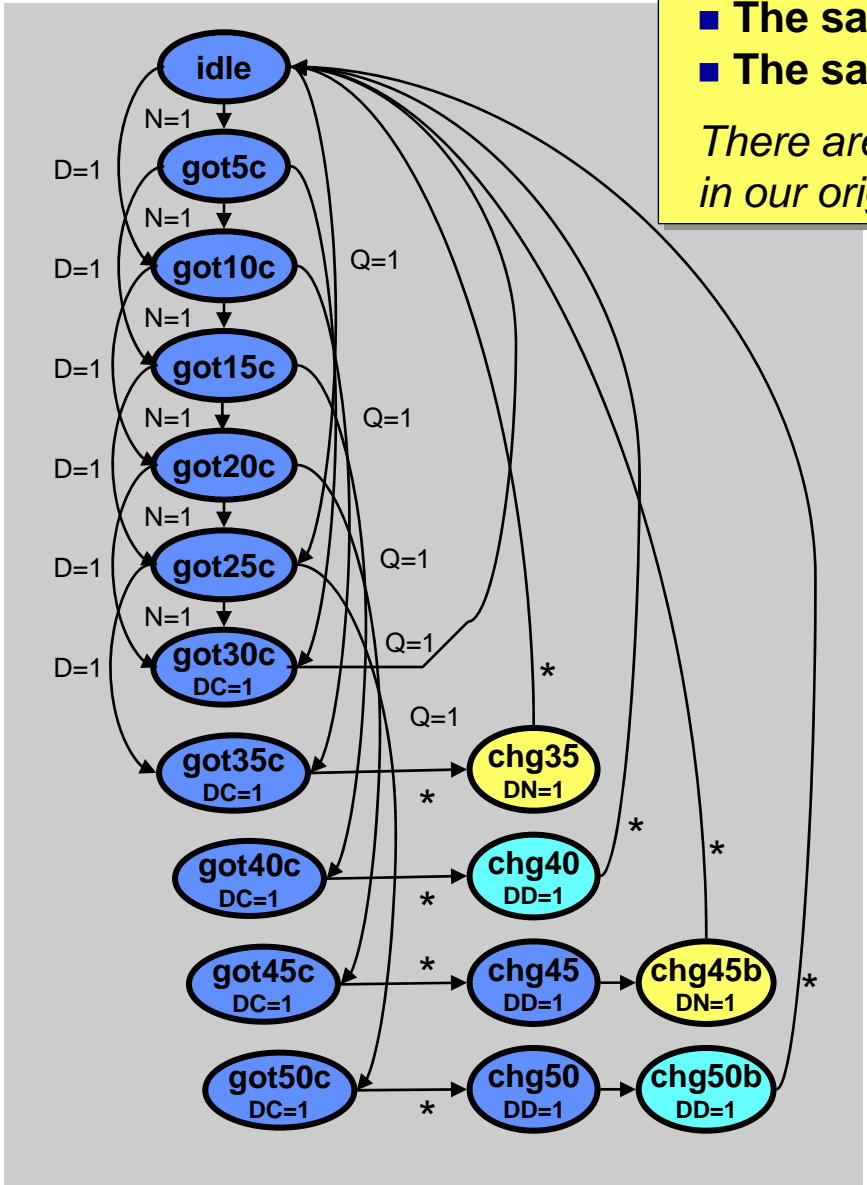 ■ The sa
■ The sa
There are
in our orig
idle
N=1
D=1
got5c
N=1
D=1
got10c
Q=1
N=1
D=1
got15c
N=1
Q=1
D=1
got20c
N=1
D=1
got25c
Q=1
N=1
D=1
got30c
DC=1
Q=1
*
Q=1
got35c
DC=1
*
chg35
DN=1
*
*
got40c
DC=1
*
chg40
DD=1
got45c
DC=1
*
chg45
DD=1
chg45b
DN=1
*
got50c
DC=1
*
chg50
DD=1
chg50b
DD=1